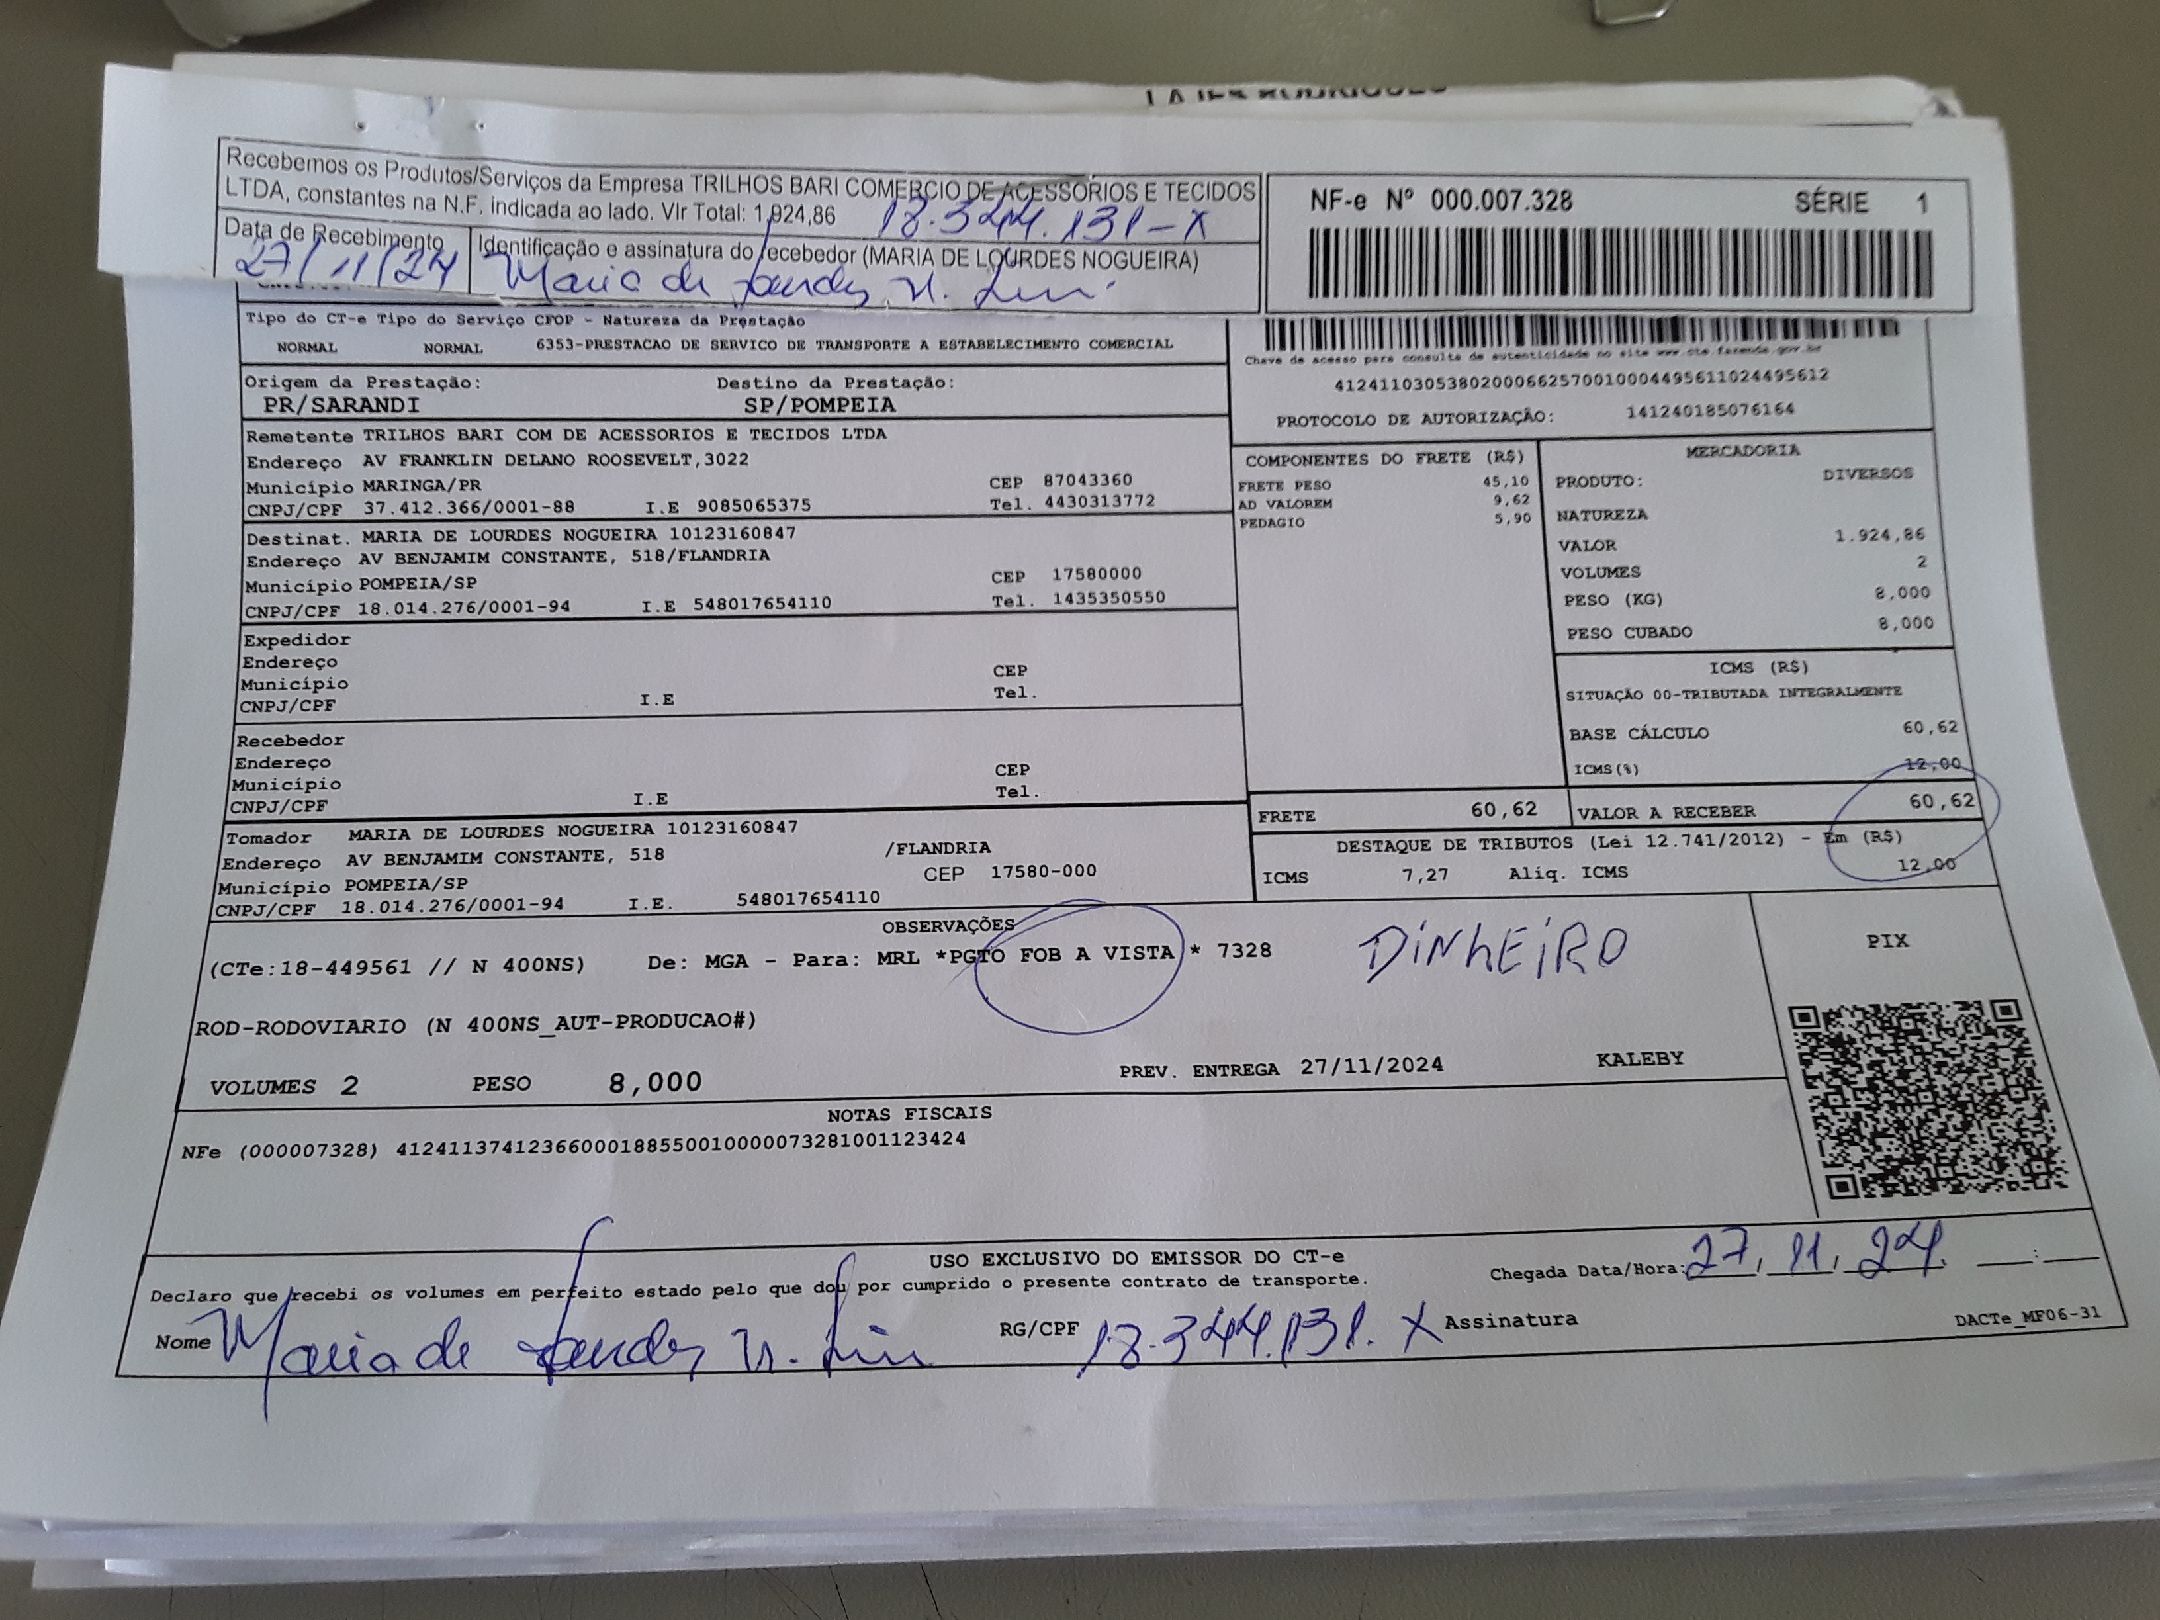 Recebemos os Produtos/Serviços da Empresa TRILHOS BARI COMERCIO DE ACESSÓRIOS E TECIDOS
LTDA, constantes na N.F. indicada ao lado. Vlr Total: 1.924,86 18.344.131-X
Data de Recebimento
27/11/24
Identificação e assinatura do recebedor (MARIA DE LOURDES NOGUEIRA)
Maria de Lourdes N.
NF-e Nº 000.007.328 SÉRIE 1
Tipo do CT-e Tipo do Serviço CFOP - Natureza da Prestação
NORMAL NORMAL 6353-PRESTACAO DE SERVICO DE TRANSPORTE A ESTABELECIMENTO COMERCIAL
Origem da Prestação: Destino da Prestação:
PR/SARANDI SP/POMPEIA
Remetente TRILHOS BARI COM DE ACESSORIOS E TECIDOS LTDA
Endereço AV FRANKLIN DELANO ROOSEVELT,3022
Município MARINGA/PR CEP 87043360
CNPJ/CPF 37.412.366/0001-88 I.E 9085065375 Tel. 4430313772
Destinat. MARIA DE LOURDES NOGUEIRA 10123160847
Endereço AV BENJAMIM CONSTANTE, 518/FLANDRIA
Município POMPEIA/SP CEP 17580000
CNPJ/CPF 18.014.276/0001-94 I.E 548017654110 Tel. 1435350550
Expedidor
Endereço
Município CEP
CNPJ/CPF I.E Tel.
Recebedor
Endereço
Município CEP
CNPJ/CPF I.E Tel.
Tomador MARIA DE LOURDES NOGUEIRA 10123160847
Endereço AV BENJAMIM CONSTANTE, 518 /FLANDRIA
Município POMPEIA/SP CEP 17580-000
CNPJ/CPF 18.014.276/0001-94 I.E. 548017654110
Chave de acesso para consulta de autenticidade no site www.cte.fazenda.gov.br
41241103053802000662570010004495611024495612
PROTOCOLO DE AUTORIZAÇÃO: 141240185076164
COMPONENTES DO FRETE (R$)
FRETE PESO 45,10
AD VALOREM 9,62
PEDAGIO 5,90
MERCADORIA
PRODUTO: DIVERSOS
NATUREZA
VALOR 1.924,86
VOLUMES 2
PESO (KG) 8,000
PESO CUBADO 8,000
ICMS (R$)
SITUAÇÃO 00-TRIBUTADA INTEGRALMENTE
BASE CÁLCULO 60,62
ICMS(%) 12,00
FRETE 60,62 VALOR A RECEBER 60,62
DESTAQUE DE TRIBUTOS (Lei 12.741/2012) - Em (R$)
ICMS 7,27 Aliq. ICMS 12,00
OBSERVAÇÕES
(CTe:18-449561 // N 400NS) De: MGA - Para: MRL *PGTO FOB A VISTA * 7328
DINHEIRO
ROD-RODOVIARIO (N 400NS_AUT-PRODUCAO#)
VOLUMES 2 PESO 8,000 PREV. ENTREGA 27/11/2024 KALEBY
PIX
NOTAS FISCAIS
NFe (000007328) 41241137412366000188550010000073281001123424
USO EXCLUSIVO DO EMISSOR DO CT-e
Declaro que recebi os volumes em perfeito estado pelo que dou por cumprido o presente contrato de transporte.
Chegada Data/Hora: 27,11,24. __:__
Nome Maria de Lourdes N. RG/CPF 18.344.131.X Assinatura
DACTe_MF06-31